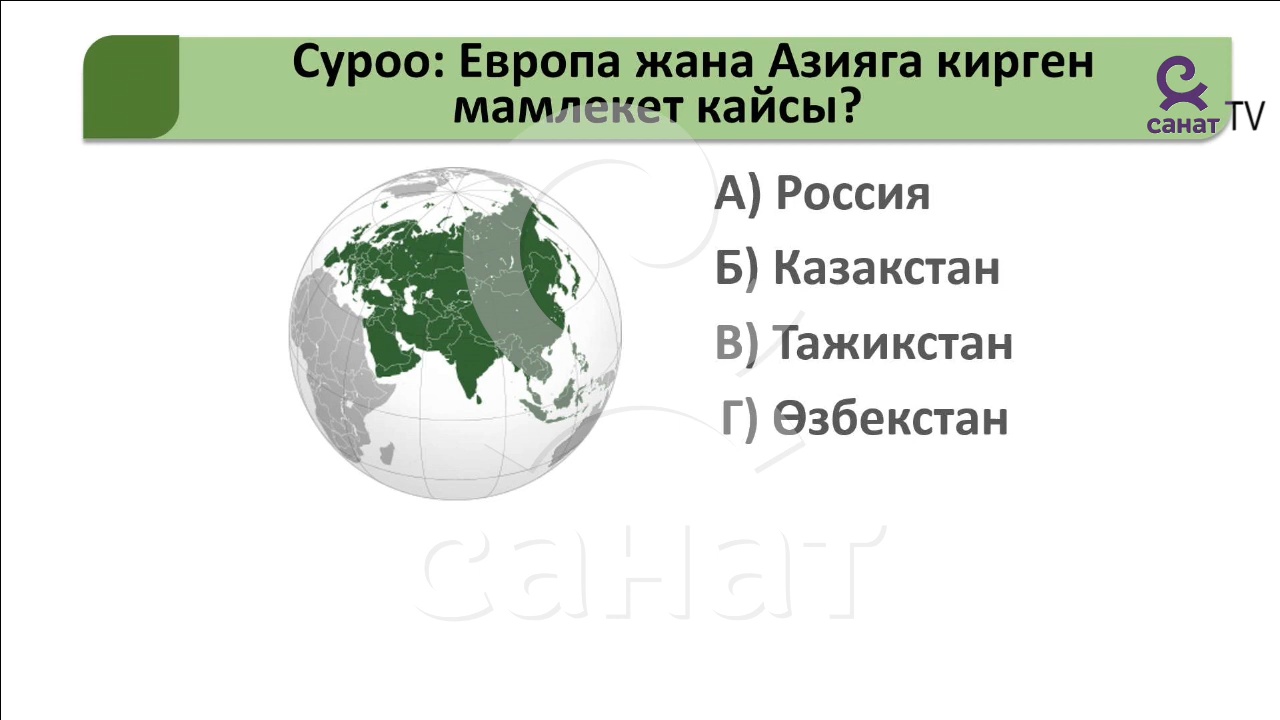 Суроо: Европа жана Азияга кирген
мамлекет кайсы?
санат TV
А) Россия
Б) Казакстан
В) Тажикстан
Г) Өзбекстан
санат